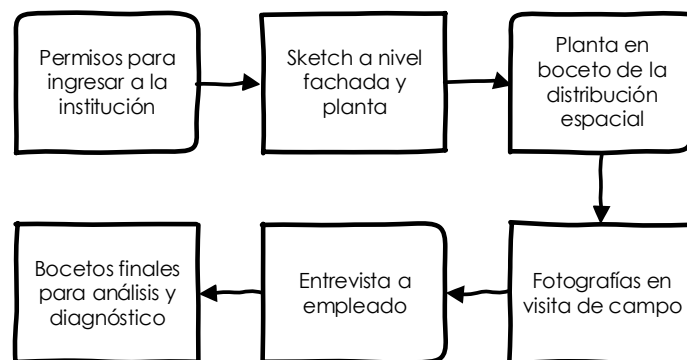 Permisos para
ingresar a la
institución
Sketch a nivel
fachada y
planta
Planta en
boceto de la
distribución
espacial
Fotografías en
visita de campo
Entrevista a
empleado
Bocetos finales
para análisis y
diagnóstico